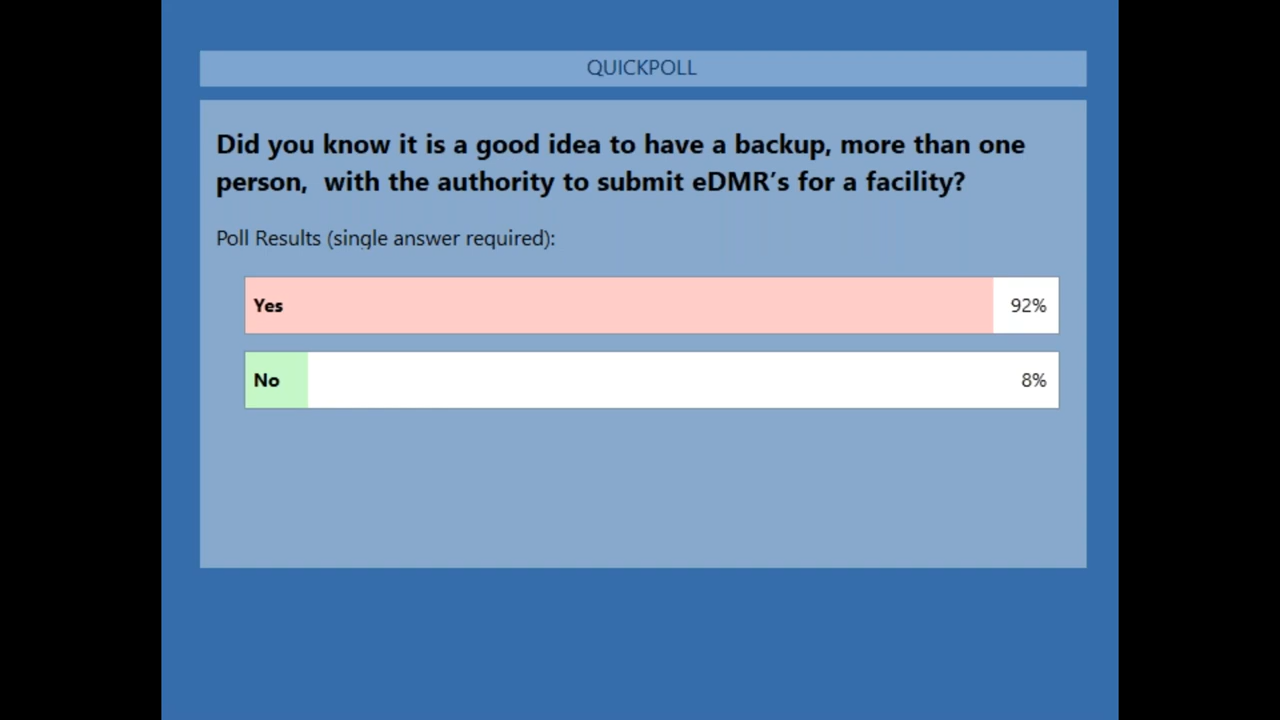 QUICKPOLL
Did you know it is a good idea to have a backup, more than one
person,  with the authority to submit eDMR’s for a facility?
Poll Results (single answer required):
Yes 92%
No 8%